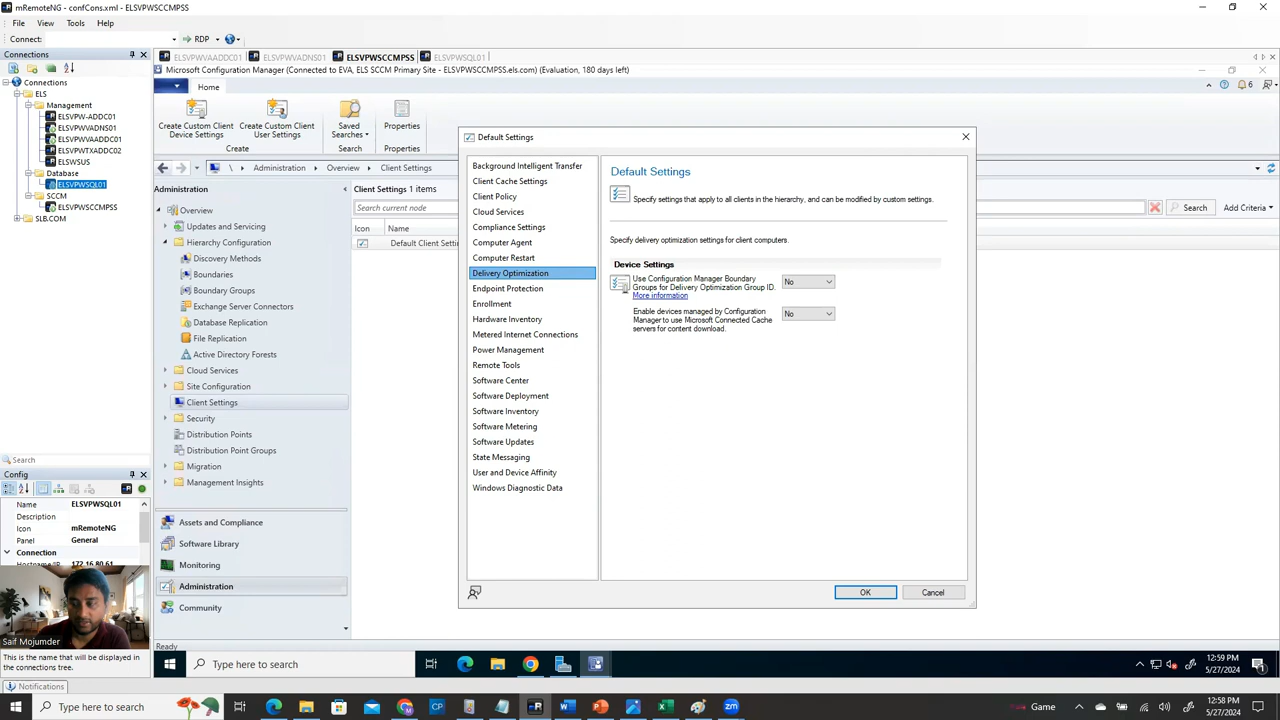 mRemoteNG - confCons.xml - ELSVPWSCCMPSS
File View Tools Help
Connect: RDP
Connections
Connections
ELS
Management
ELSVPW-ADDC01
ELSVPWVADNS01
ELSVPWVAADDC01
ELSVPWTXADDC02
ELSWSUS
Database
ELSVPWSQL01
SCCM
ELSVPWSCCMPSS
SLB.COM
Search
Config
Name ELSVPWSQL01
Description
Icon mRemoteNG
Panel General
Connection
Hostname/IP 172.16.80.61
Saif Mojumder
This is the name that will be displayed in
the connections tree.
Notifications
ELSVPWVAADDC01 ELSVPWVADNS01 ELSVPWSCCMPSS ELSVPWSQL01
Microsoft Configuration Manager (Connected to EVA, ELS SCCM Primary Site - ELSVPWSCCMPSS.els.com) (Evaluation, 180 days left)
Home
6
Create Custom Client
Device Settings
Create Custom Client
User Settings
Saved
Searches
Properties
Create Search Properties
\ Administration Overview Client Settings
Administration
Overview
Updates and Servicing
Hierarchy Configuration
Discovery Methods
Boundaries
Boundary Groups
Exchange Server Connectors
Database Replication
File Replication
Active Directory Forests
Cloud Services
Site Configuration
Client Settings
Security
Distribution Points
Distribution Point Groups
Migration
Management Insights
Assets and Compliance
Software Library
Monitoring
Administration
Community
Ready
Client Settings 1 items
Search current node
Search Add Criteria
Icon Name
Default Client Settin
Default Settings
Background Intelligent Transfer
Client Cache Settings
Client Policy
Cloud Services
Compliance Settings
Computer Agent
Computer Restart
Delivery Optimization
Endpoint Protection
Enrollment
Hardware Inventory
Metered Internet Connections
Power Management
Remote Tools
Software Center
Software Deployment
Software Inventory
Software Metering
Software Updates
State Messaging
User and Device Affinity
Windows Diagnostic Data
Default Settings
Specify settings that apply to all clients in the hierarchy, and can be modified by custom settings.
Specify delivery optimization settings for client computers.
Device Settings
Use Configuration Manager Boundary
Groups for Delivery Optimization Group ID.
More information
No
Enable devices managed by Configuration
Manager to use Microsoft Connected Cache
servers for content download.
No
OK Cancel
Type here to search
12:59 PM
5/27/2024
Type here to search
Game
12:58 PM
5/27/2024